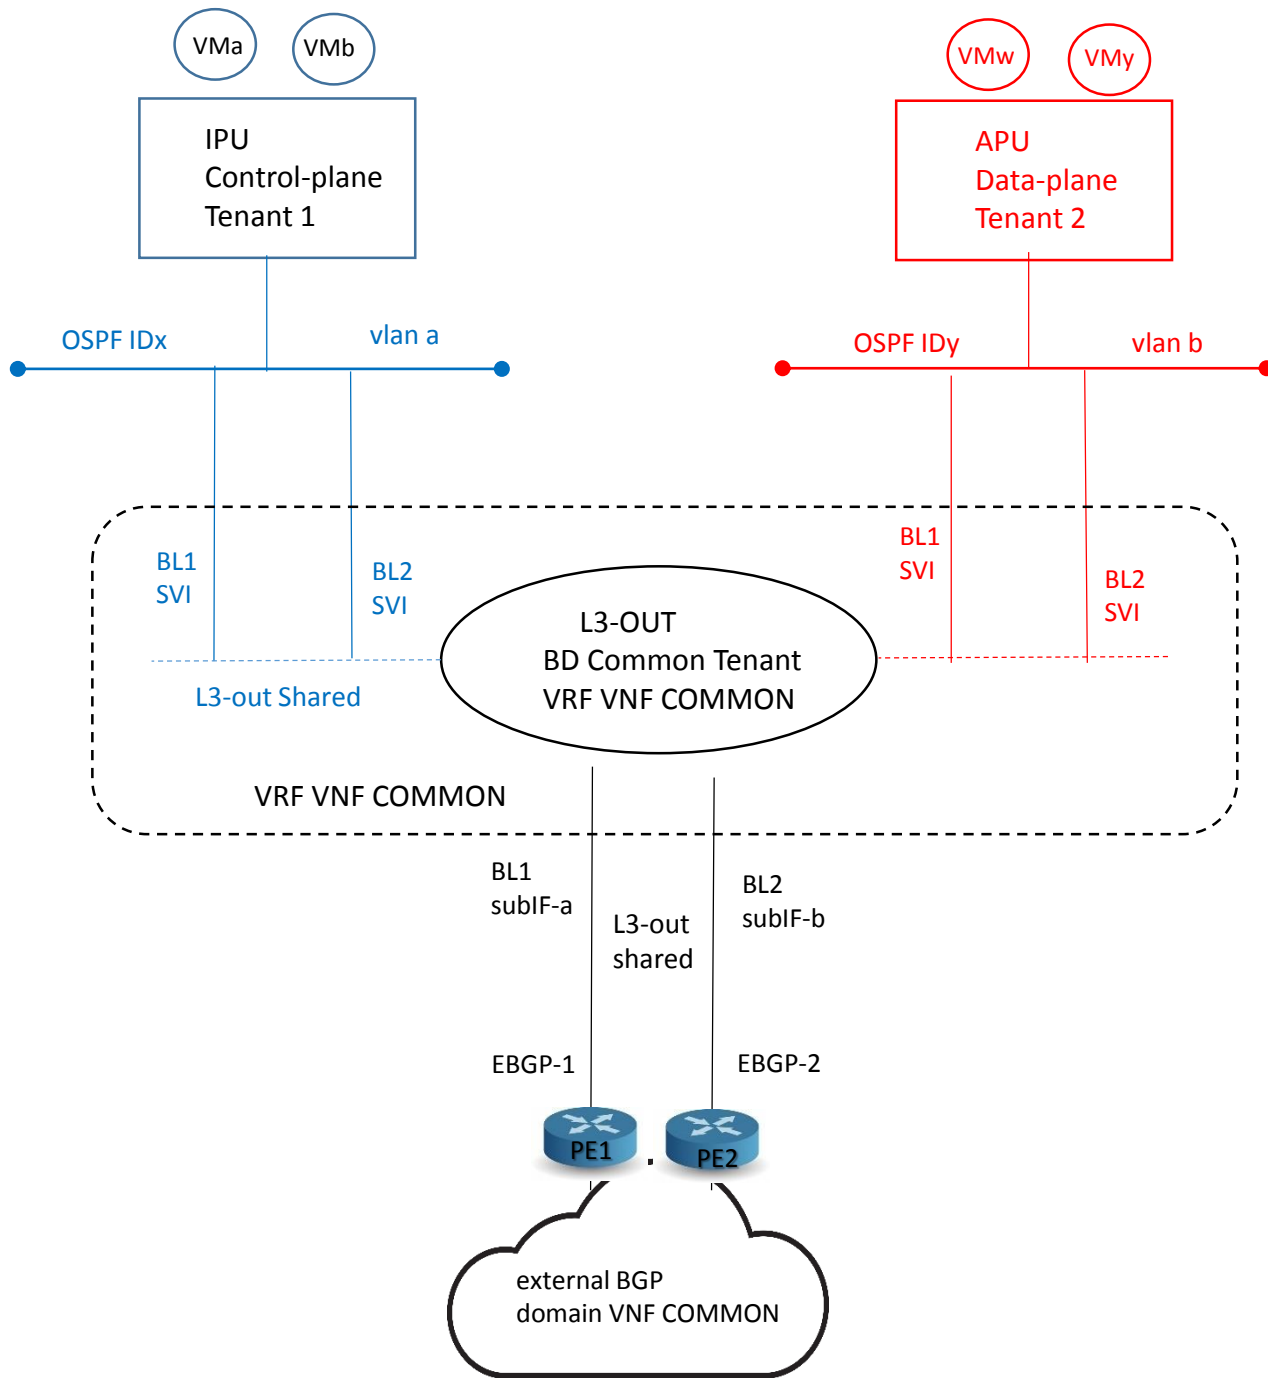 VMa
VMb
VMw
VMy
IPU
Control-plane
Tenant 1
APU
Data-plane
Tenant 2
OSPF IDx
vlan a
OSPF IDy
vlan b
BL1
SVI
BL2
SVI
BL1
SVI
BL2
SVI
L3-OUT
BD Common Tenant
VRF VNF COMMON
L3-out Shared
VRF VNF COMMON
BL1
subIF-a
BL2
subIF-b
L3-out
shared
EBGP-1
EBGP-2
PE1
PE2
external BGP
domain VNF COMMON